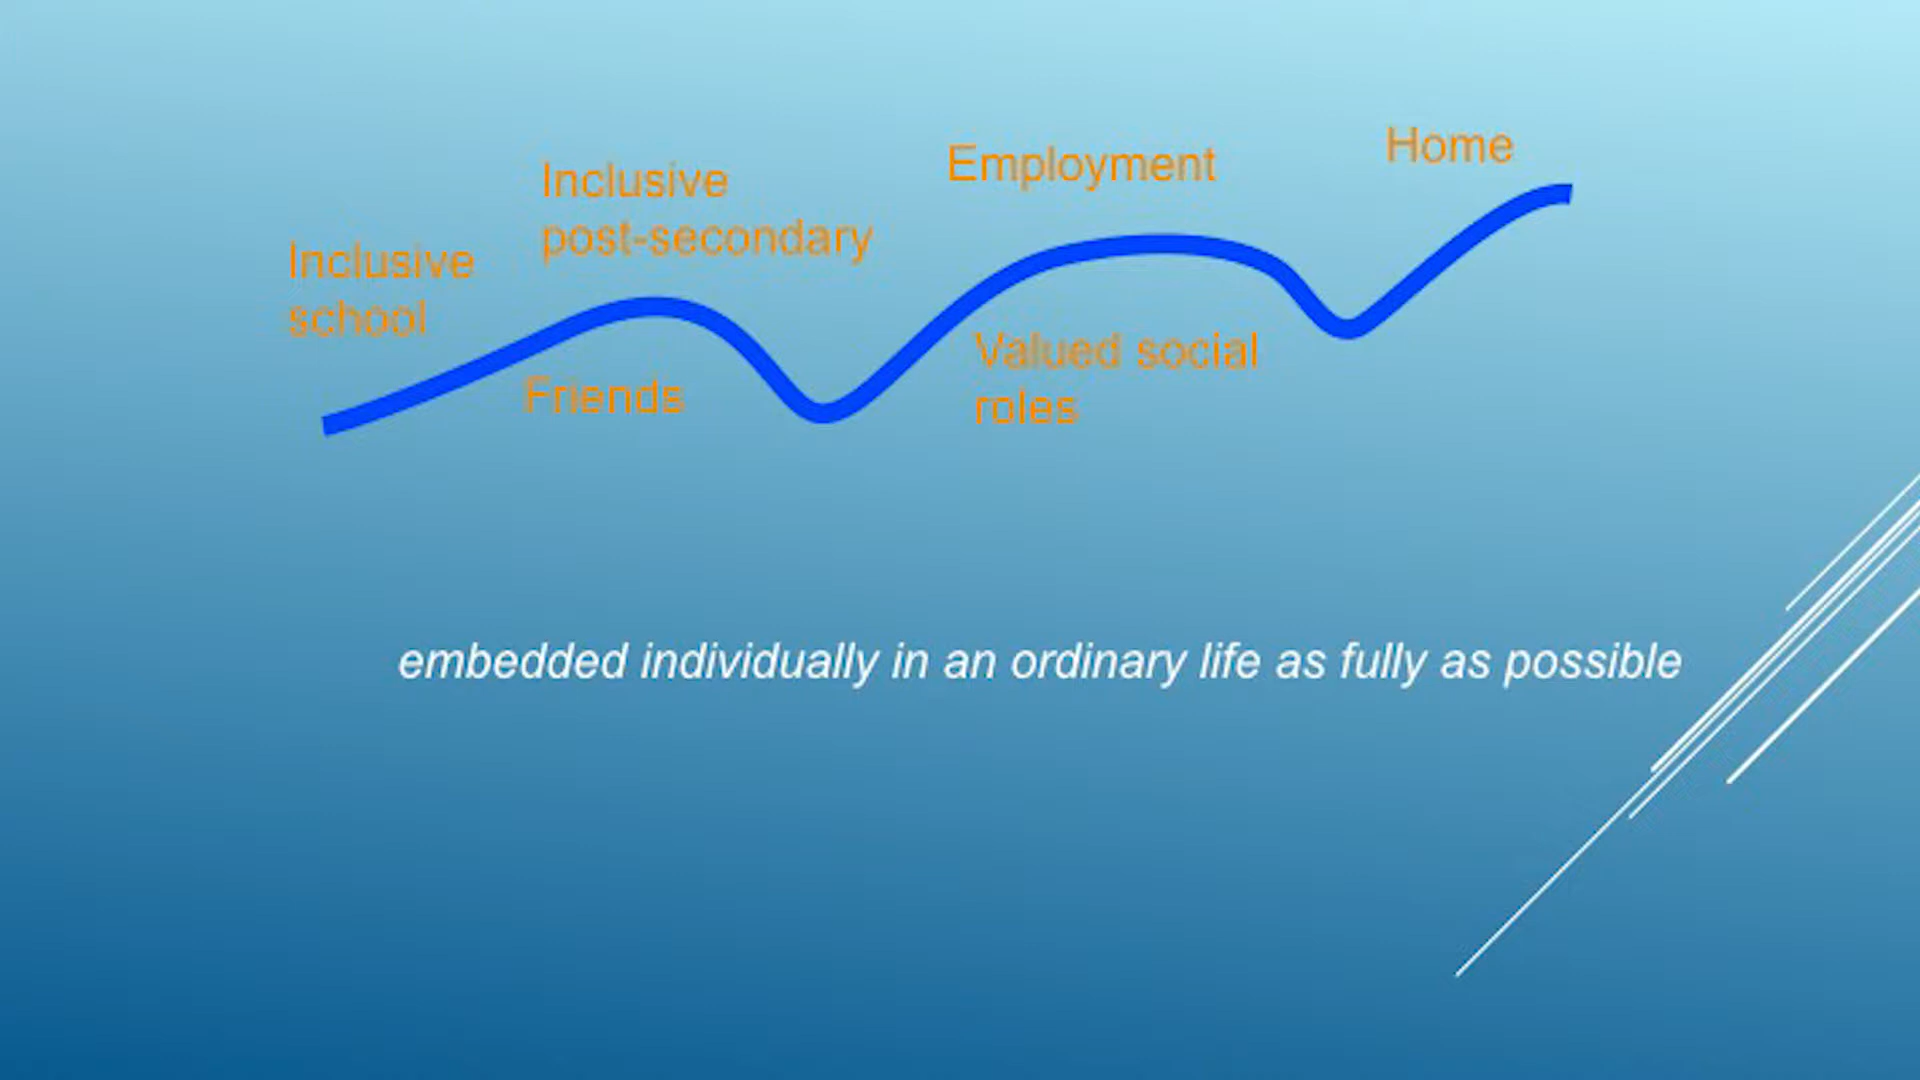 Inclusive
school
Inclusive
post-secondary
Friends
Employment
Valued social
roles
Home
embedded individually in an ordinary life as fully as possible